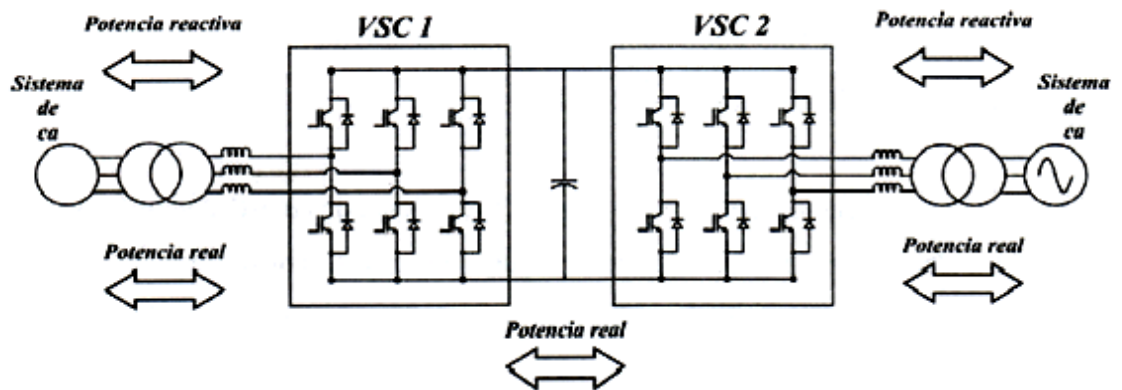 Potencia reactiva
VSC 1
VSC 2
Potencia reactiva
Sistema
de
ca
Sistema
de
ca
Potencia real
Potencia real
Potencia real